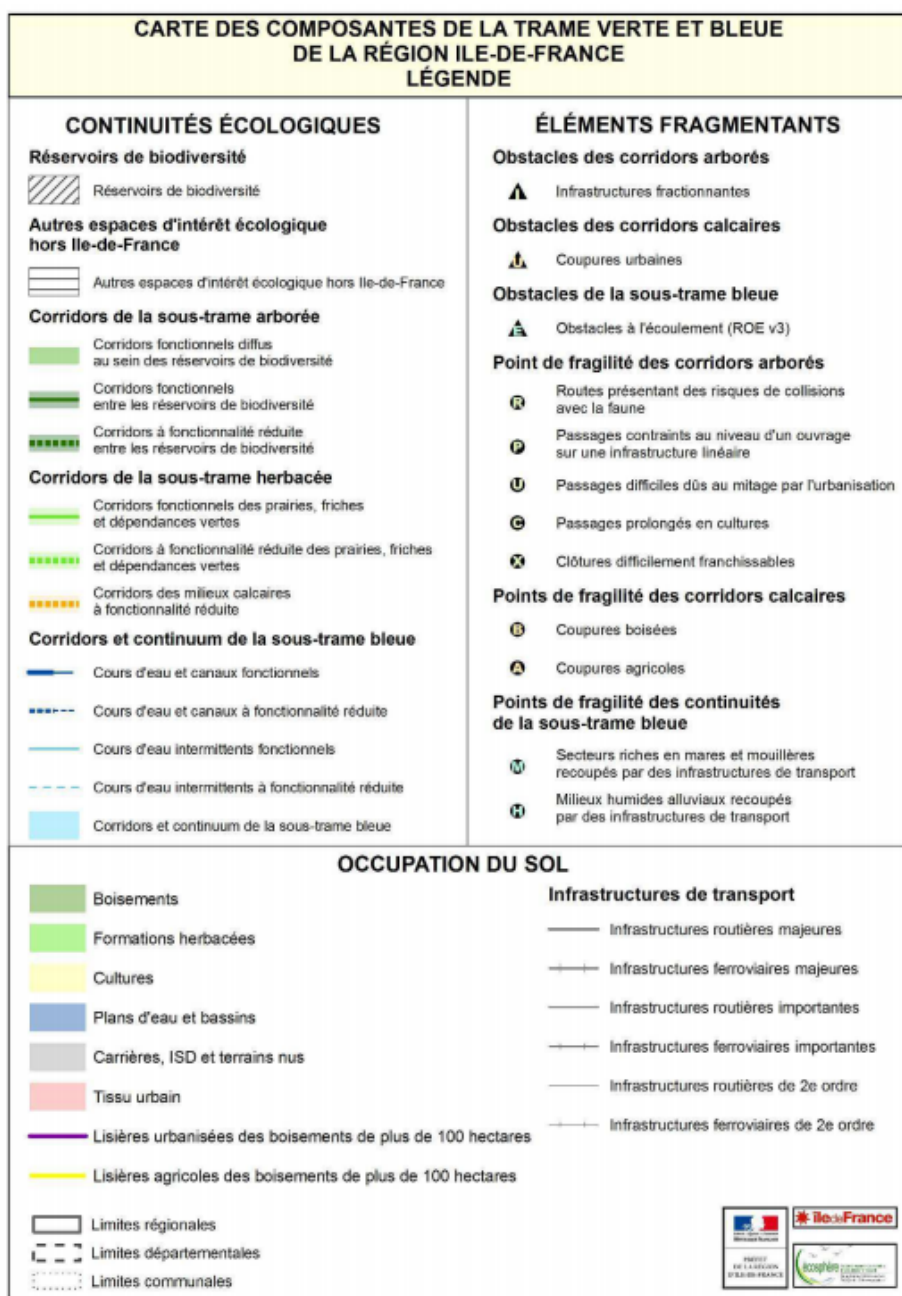 CARTE DES COMPOSANTES DE LA TRAME VERTE ET BLEUE
DE LA RÉGION ILE-DE-FRANCE
LÉGENDE
CONTINUITÉS ÉCOLOGIQUES
Réservoirs de biodiversité
Réservoirs de biodiversité
Autres espaces d'intérêt écologique
hors Ile-de-France
Autres espaces d'intérêt écologique hors Ile-de-France
Corridors de la sous-trame arborée
Corridors fonctionnels diffus
au sein des réservoirs de biodiversité
Corridors fonctionnels
entre les réservoirs de biodiversité
Corridors à fonctionnalité réduite
entre les réservoirs de biodiversité
Corridors de la sous-trame herbacée
Corridors fonctionnels des prairies, friches
et dépendances vertes
Corridors à fonctionnalité réduite des prairies, friches
et dépendances vertes
Corridors des milieux calcaires
à fonctionnalité réduite
Corridors et continuum de la sous-trame bleue
Cours d'eau et canaux fonctionnels
Cours d'eau et canaux à fonctionnalité réduite
Cours d'eau intermittents fonctionnels
Cours d'eau intermittents à fonctionnalité réduite
Corridors et continuum de la sous-trame bleue
ÉLÉMENTS FRAGMENTANTS
Obstacles des corridors arborés
Infrastructures fractionnantes
Obstacles des corridors calcaires
Coupures urbaines
Obstacles de la sous-trame bleue
E Obstacles à l'écoulement (ROE v3)
Point de fragilité des corridors arborés
R Routes présentant des risques de collisions
avec la faune
P Passages contraints au niveau d'un ouvrage
sur une infrastructure linéaire
U Passages difficiles dûs au mitage par l'urbanisation
C Passages prolongés en cultures
X Clôtures difficilement franchissables
Points de fragilité des corridors calcaires
B Coupures boisées
A Coupures agricoles
Points de fragilité des continuités
de la sous-trame bleue
M Secteurs riches en mares et mouillères
recoupés par des infrastructures de transport
H Milieux humides alluviaux recoupés
par des infrastructures de transport
OCCUPATION DU SOL
Boisements
Formations herbacées
Cultures
Plans d'eau et bassins
Carrières, ISD et terrains nus
Tissu urbain
Lisières urbanisées des boisements de plus de 100 hectares
Lisières agricoles des boisements de plus de 100 hectares
Limites régionales
Limites départementales
Limites communales
Infrastructures de transport
Infrastructures routières majeures
Infrastructures ferroviaires majeures
Infrastructures routières importantes
Infrastructures ferroviaires importantes
Infrastructures routières de 2e ordre
Infrastructures ferroviaires de 2e ordre
PRÉFET
DE LA RÉGION
D'ILE-DE-FRANCE
île de France
écosphère